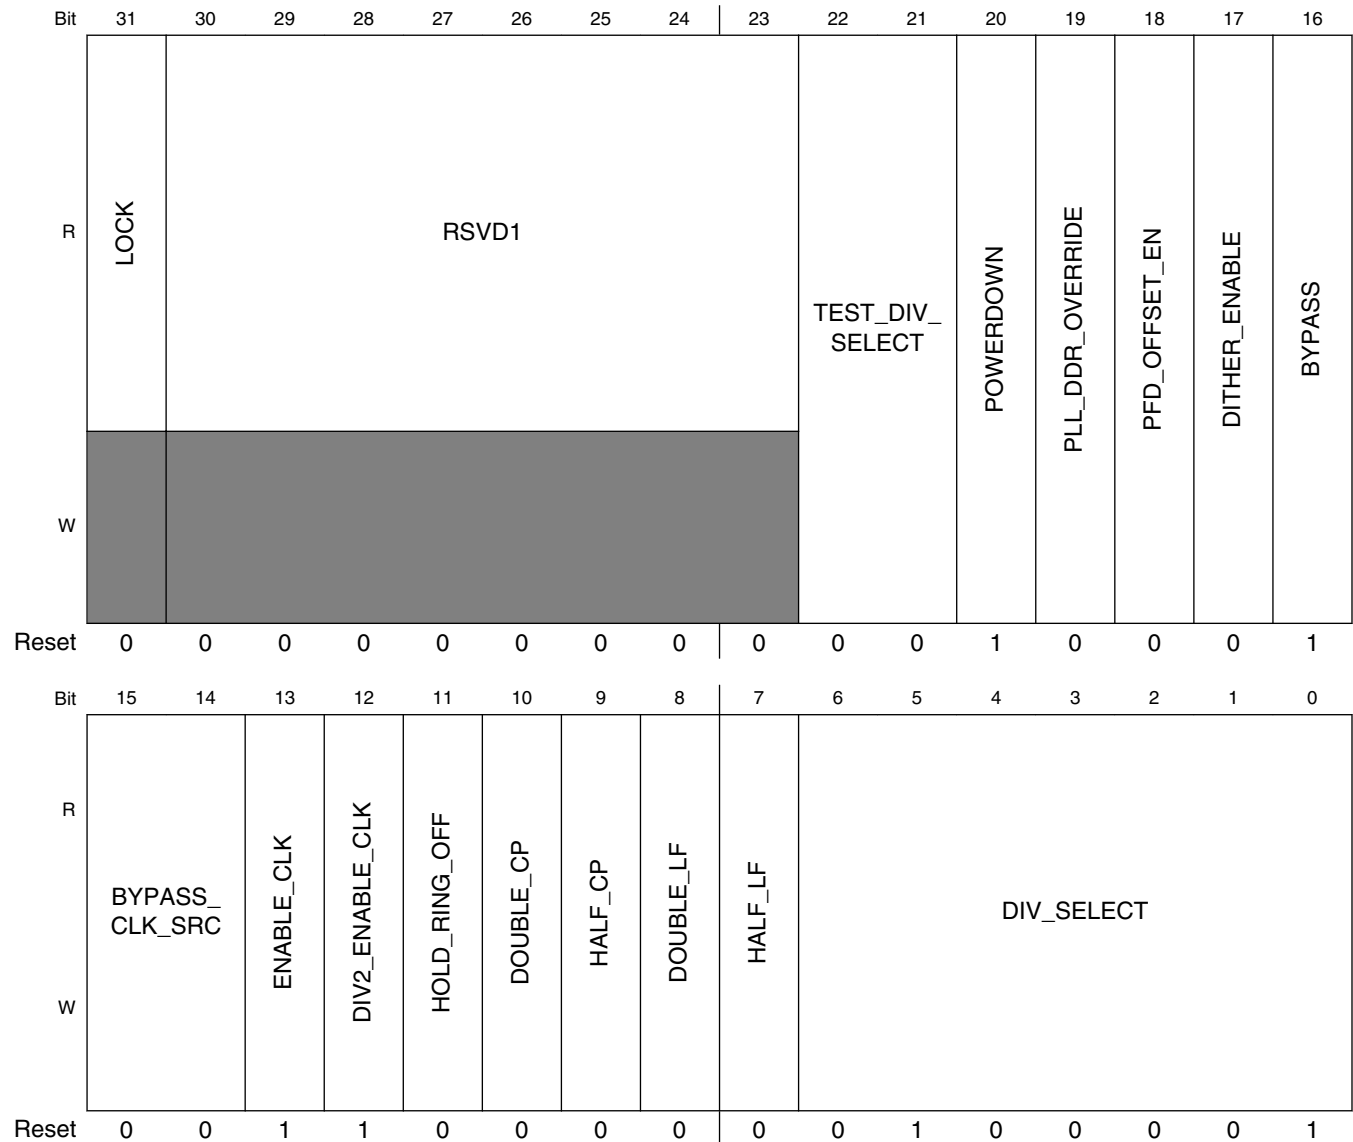 Bit 31 30 29 28 27 26 25 24 23 22 21 20 19 18 17 16
R
LOCK
RSVD1
TEST_DIV_
SELECT
POWERDOWN
PLL_DDR_OVERRIDE
PFD_OFFSET_EN
DITHER_ENABLE
BYPASS
W
Reset 0 0 0 0 0 0 0 0 0 0 0 1 0 0 0 1
Bit 15 14 13 12 11 10 9 8 7 6 5 4 3 2 1 0
R
BYPASS_
CLK_SRC
ENABLE_CLK
DIV2_ENABLE_CLK
HOLD_RING_OFF
DOUBLE_CP
HALF_CP
DOUBLE_LF
HALF_LF
DIV_SELECT
W
Reset 0 0 1 1 0 0 0 0 0 0 1 0 0 0 0 1